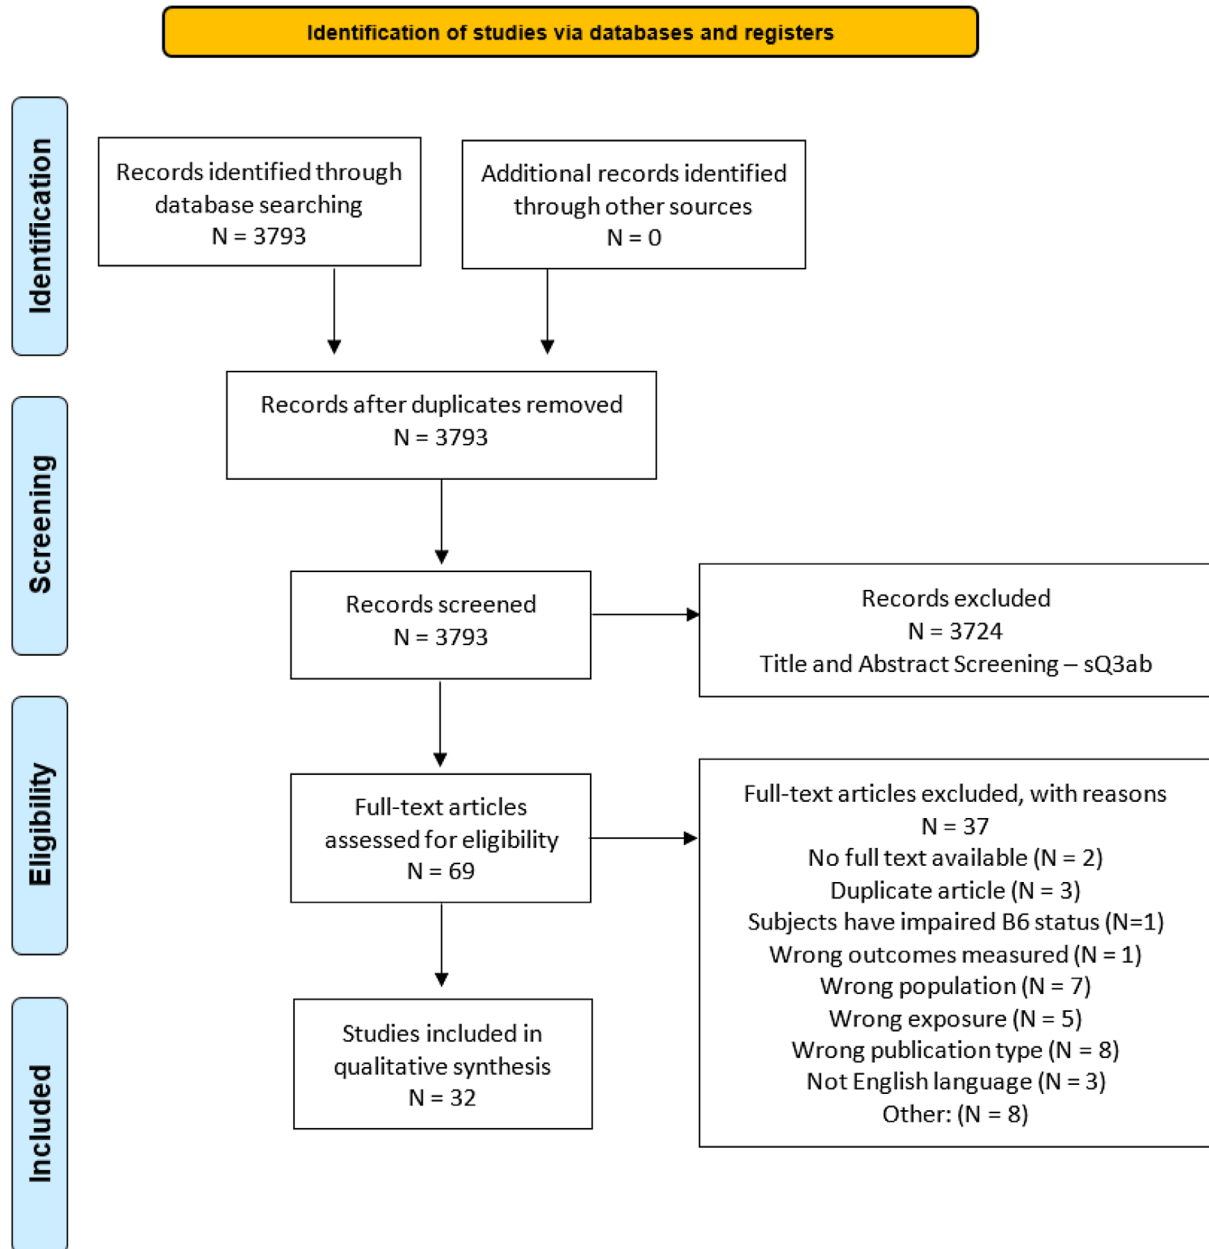 Identification of studies via databases and registers
Identification
Records identified through
database searching
N = 3793
Additional records identified
through other sources
N = 0
Screening
Records after duplicates removed
N = 3793
Records screened
N = 3793
Records excluded
N = 3724
Title and Abstract Screening – sQ3ab
Eligibility
Full-text articles
assessed for eligibility
N = 69
Full-text articles excluded, with reasons
N = 37
No full text available (N = 2)
Duplicate article (N = 3)
Subjects have impaired B6 status (N=1)
Wrong outcomes measured (N = 1)
Wrong population (N = 7)
Wrong exposure (N = 5)
Wrong publication type (N = 8)
Not English language (N = 3)
Other: (N = 8)
Included
Studies included in
qualitative synthesis
N = 32